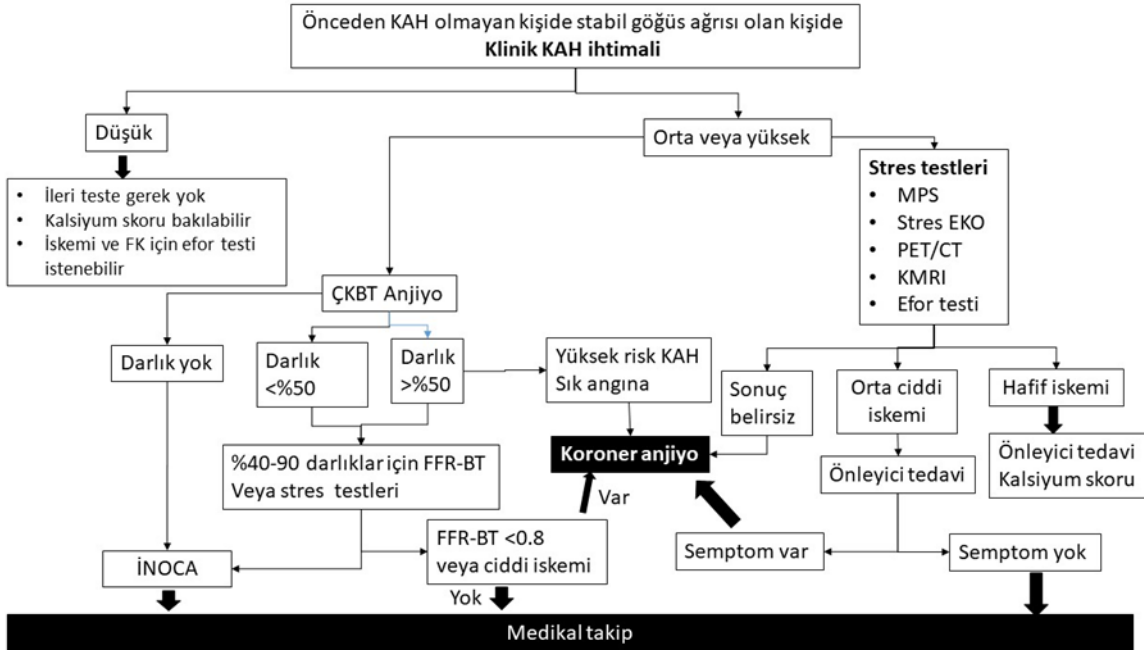 Önceden KAH olmayan kişide stabil göğüs ağrısı olan kişide
Klinik KAH ihtimali
Düşük
Orta veya yüksek
• İleri teste gerek yok
• Kalsiyum skoru bakılabilir
• İskemi ve FK için efor testi
istenebilir
Stres testleri
• MPS
• Stres EKO
• PET/CT
• KMRI
• Efor testi
ÇKBT Anjiyo
Darlık yok
Darlık
<%50
Darlık
>%50
Yüksek risk KAH
Sık angına
Sonuç
belirsiz
Orta ciddi
iskemi
Hafif iskemi
%40-90 darlıklar için FFR-BT
Veya stres testleri
Koroner anjiyo
Önleyici tedavi
Önleyici tedavi
Kalsiyum skoru
Var
İNOCA
FFR-BT <0.8
veya ciddi iskemi
Semptom var
Semptom yok
Yok
Medikal takip